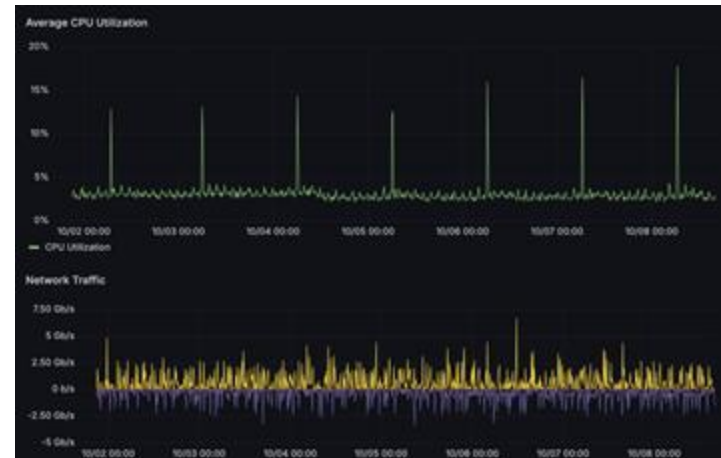 Average CPU Utilization
20%
15%
10%
5%
0%
10/02 00:00 10/03 00:00 10/04 00:00 10/05 00:00 10/06 00:00 10/07 00:00 10/08 00:00
CPU Utilization
Network Traffic
7.50 Gb/s
5 Gb/s
2.50 Gb/s
0 b/s
-2.50 Gb/s
-5 Gb/s
10/02 00:00 10/03 00:00 10/04 00:00 10/05 00:00 10/06 00:00 10/07 00:00 10/08 00:00